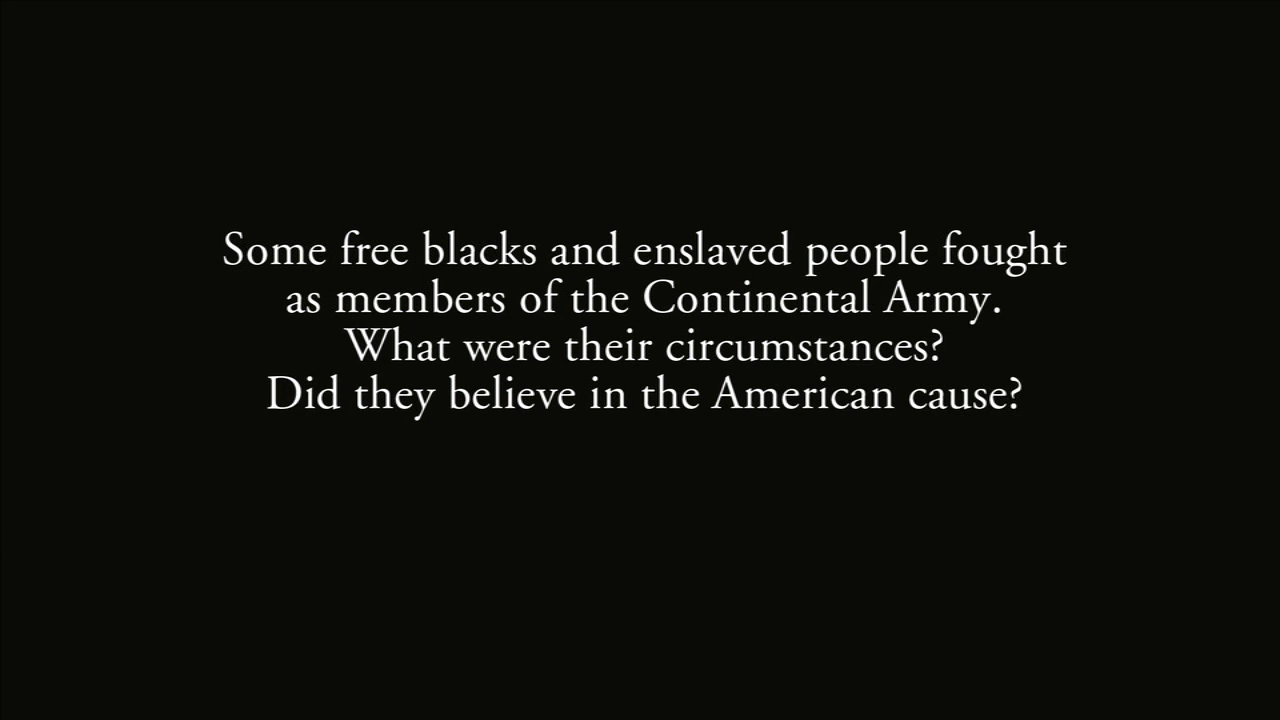 Some free blacks and enslaved people fought
as members of the Continental Army.
What were their circumstances?
Did they believe in the American cause?